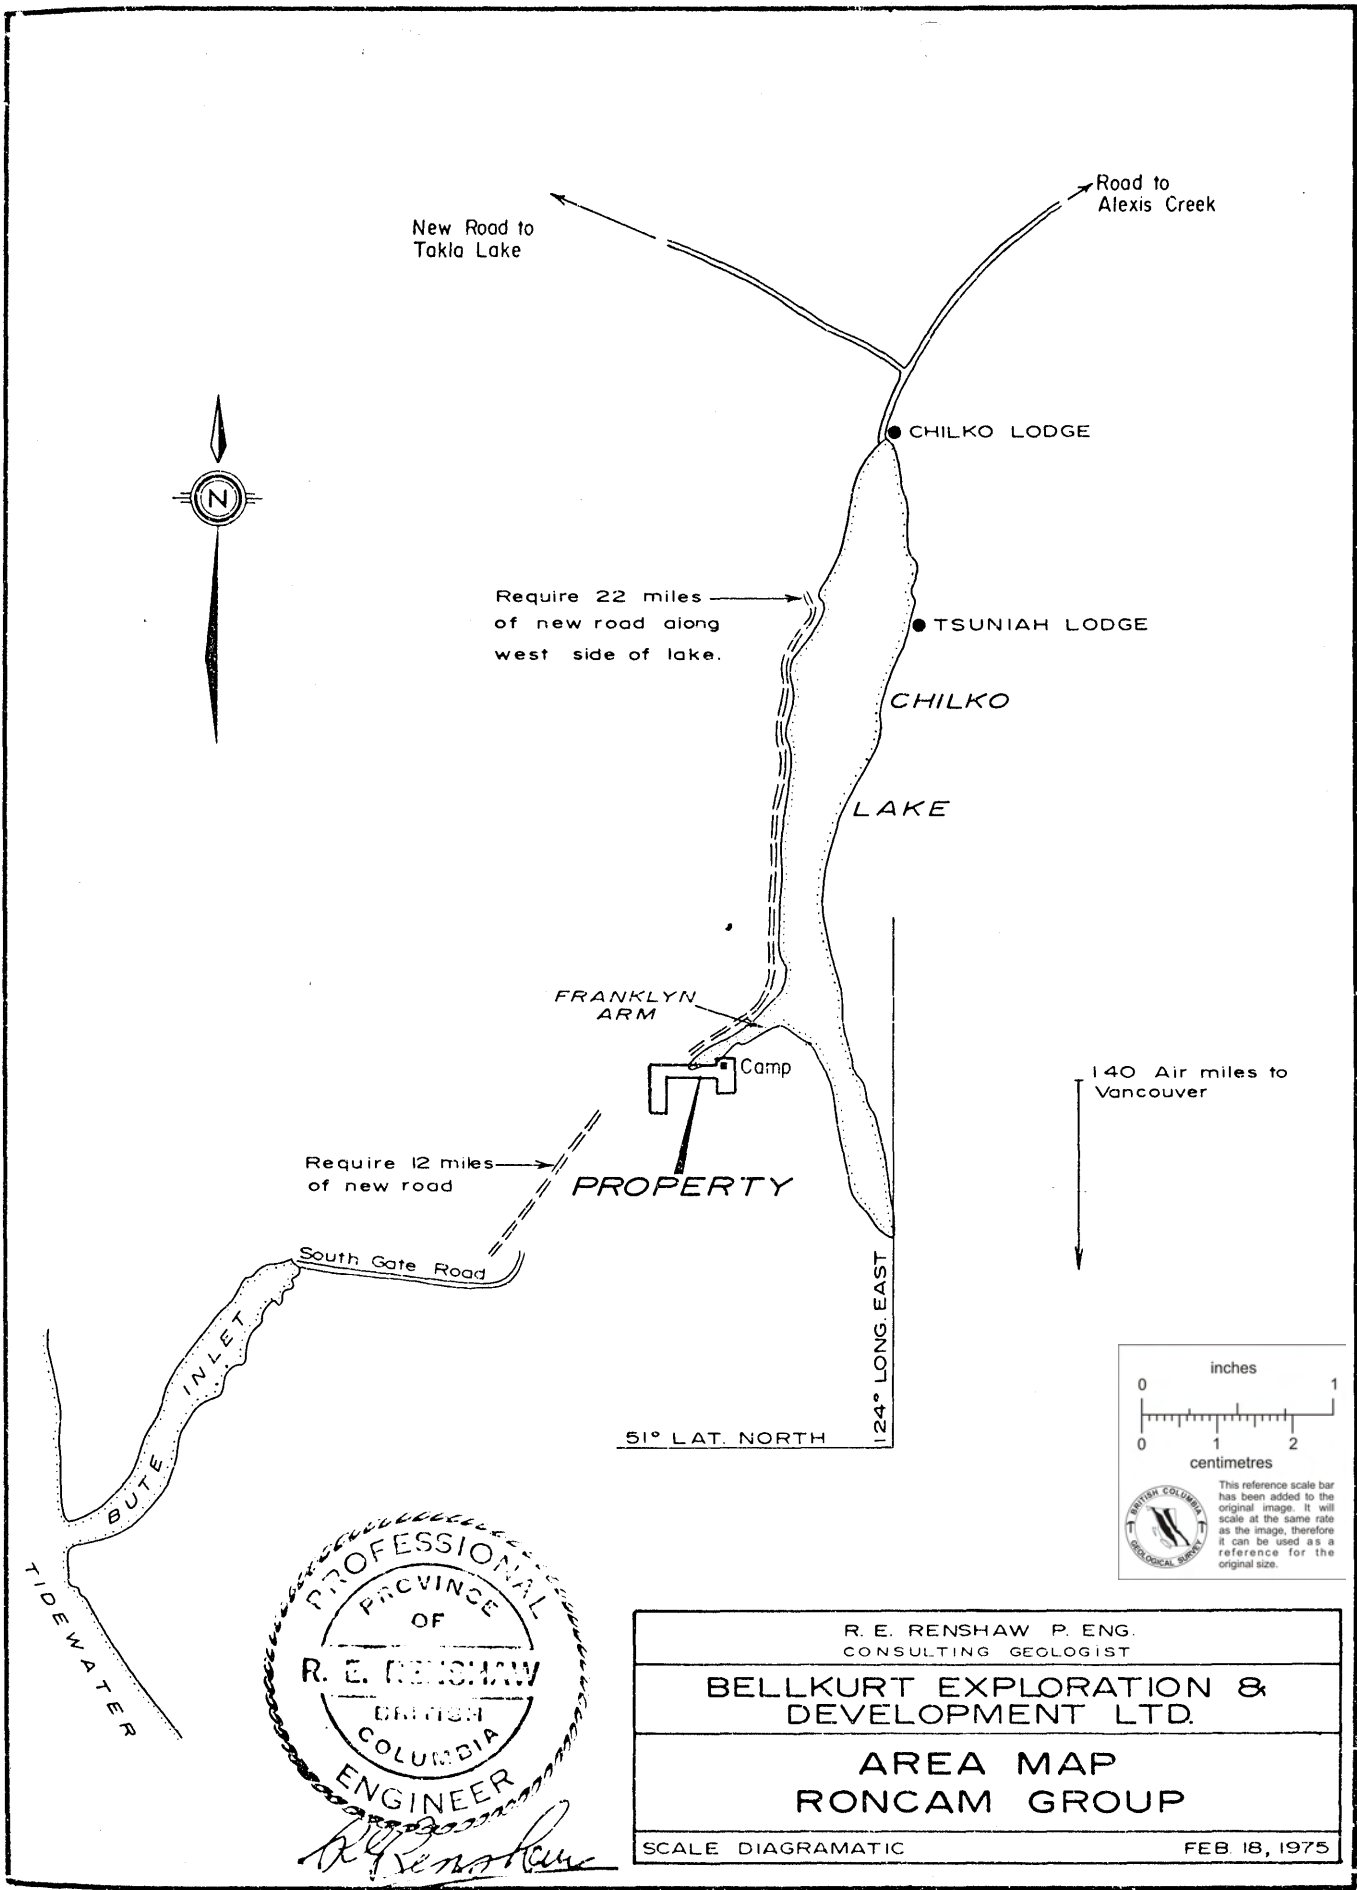 Road to
Alexis Creek
New Road to
Takla Lake
CHILKO LODGE
N
Require 22 miles
of new road along
west side of lake.
TSUNIAH LODGE
CHILKO
LAKE
FRANKLYN
ARM
Camp
140 Air miles to
Vancouver
Require 12 miles
of new road
PROPERTY
South Gate Road
BUTE INLET
TIDEWATER
124° LONG. EAST
51° LAT. NORTH
inches
0 1
0 1 2
centimetres
BRITISH COLUMBIA
GEOLOGICAL SURVEY
This reference scale bar
has been added to the
original image. It will
scale at the same rate
as the image, therefore
it can be used as a
reference for the
original size.
PROFESSIONAL
PROVINCE
OF
R. E. RENSHAW
BRITISH
COLUMBIA
ENGINEER
R E Renshaw
R. E. RENSHAW P. ENG.
CONSULTING GEOLOGIST
BELLKURT EXPLORATION &
DEVELOPMENT LTD.
AREA MAP
RONCAM GROUP
SCALE DIAGRAMATIC FEB. 18, 1975